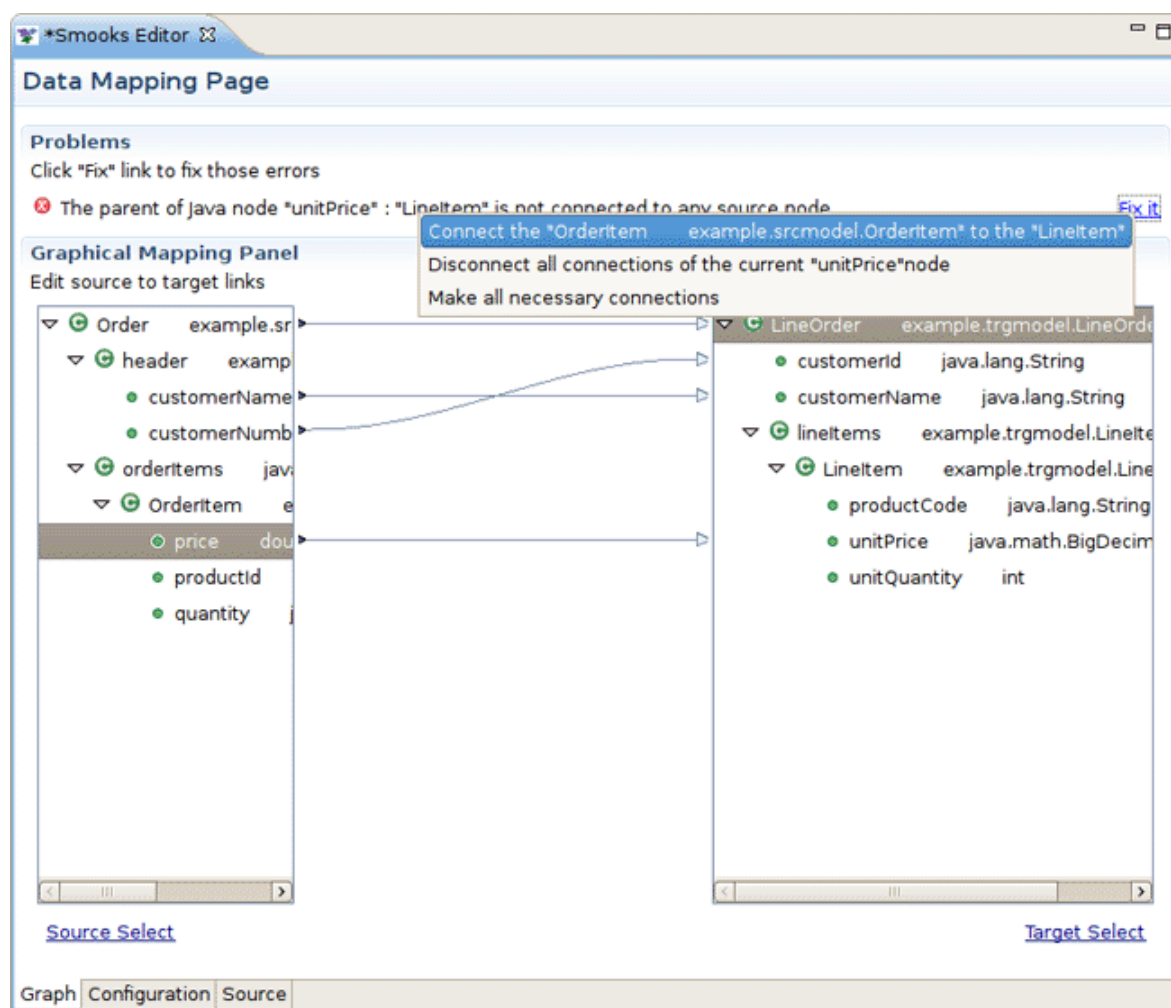 *Smooks Editor
Data Mapping Page
Problems
Click "Fix" link to fix those errors
The parent of Java node "unitPrice" : "LineItem" is not connected to any source node Fix it
Connect the "OrderItem example.srcmodel.OrderItem" to the "LineItem"
Disconnect all connections of the current "unitPrice"node
Make all necessary connections
Graphical Mapping Panel
Edit source to target links
Order example.sr
header examp
customerName
customerNumb
orderItems java
OrderItem e
price dou
productId
quantity j
LineOrder example.trgmodel.LineOrde
customerId java.lang.String
customerName java.lang.String
lineItems example.trgmodel.LineIte
LineItem example.trgmodel.Line
productCode java.lang.String
unitPrice java.math.BigDecim
unitQuantity int
Source Select Target Select
Graph Configuration Source